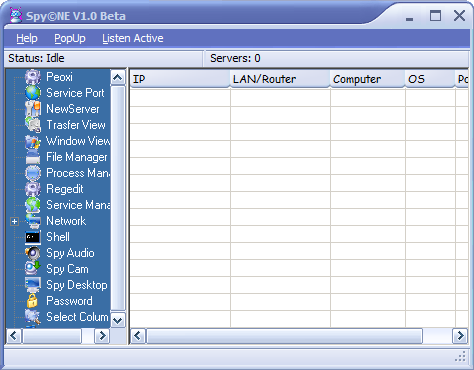 Spy©NE V1.0 Beta
Help PopUp Listen Active
Status: Idle Servers: 0
IP LAN/Router Computer OS Po
Peoxi
Service Port
NewServer
Trasfer View
Window View
File Manager
Process Man
Regedit
Service Mana
Network
Shell
Spy Audio
Spy Cam
Spy Desktop
Password
Select Colum